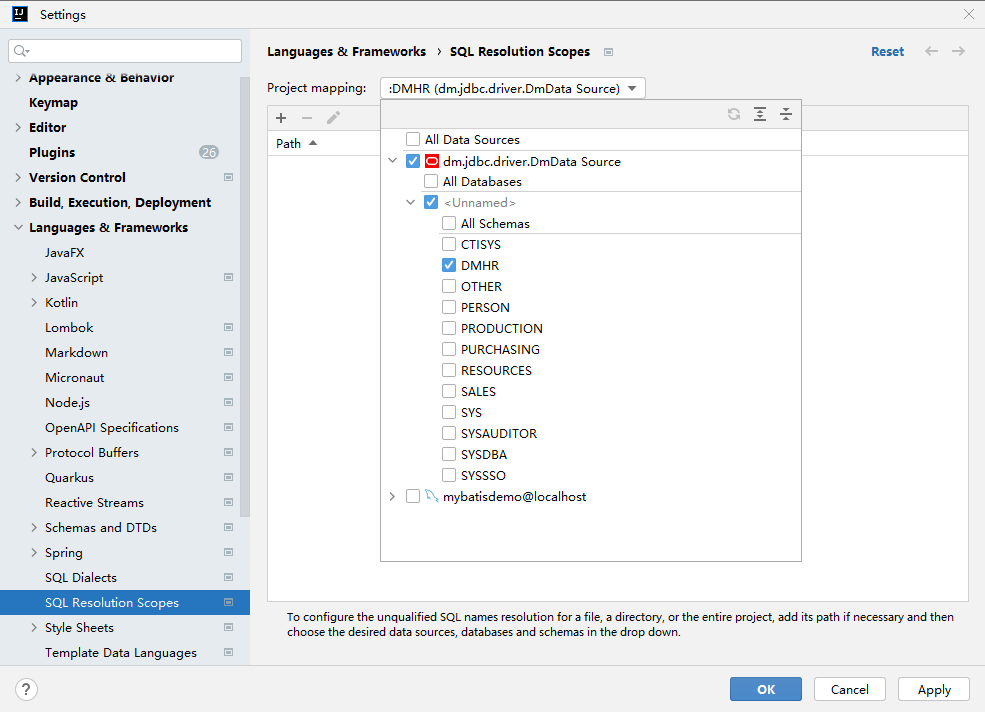 Settings
Languages & Frameworks › SQL Resolution Scopes
Reset
Appearance & Behavior
Keymap
Editor
Plugins 26
Version Control
Build, Execution, Deployment
Languages & Frameworks
JavaFX
JavaScript
Kotlin
Lombok
Markdown
Micronaut
Node.js
OpenAPI Specifications
Protocol Buffers
Quarkus
Reactive Streams
Schemas and DTDs
Spring
SQL Dialects
SQL Resolution Scopes
Style Sheets
Template Data Languages
Project mapping: :DMHR (dm.jdbc.driver.DmData Source)
Path
All Data Sources
dm.jdbc.driver.DmData Source
All Databases
<Unnamed>
All Schemas
CTISYS
DMHR
OTHER
PERSON
PRODUCTION
PURCHASING
RESOURCES
SALES
SYS
SYSAUDITOR
SYSDBA
SYSSSO
mybatisdemo@localhost
To configure the unqualified SQL names resolution for a file, a directory, or the entire project, add its path if necessary and then
choose the desired data sources, databases and schemas in the drop down.
?
OK
Cancel
Apply